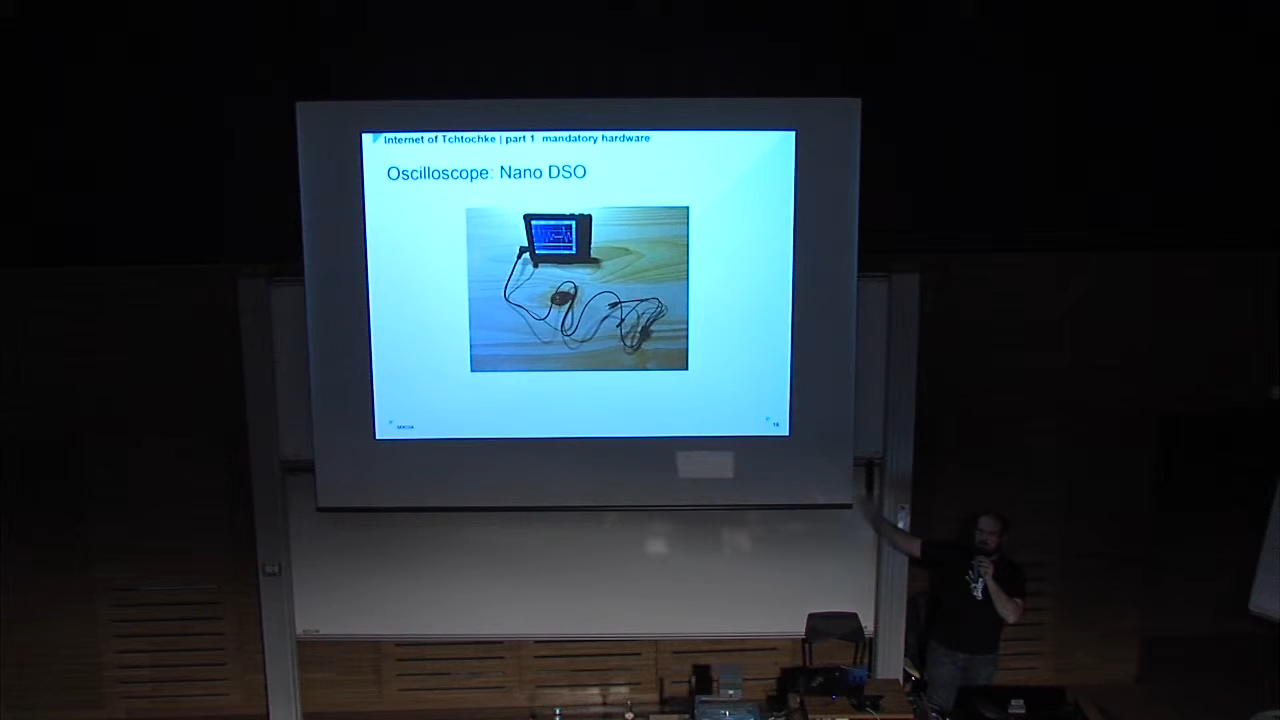 Internet of Tchtochke | part 1 mandatory hardware
Oscilloscope: Nano DSO